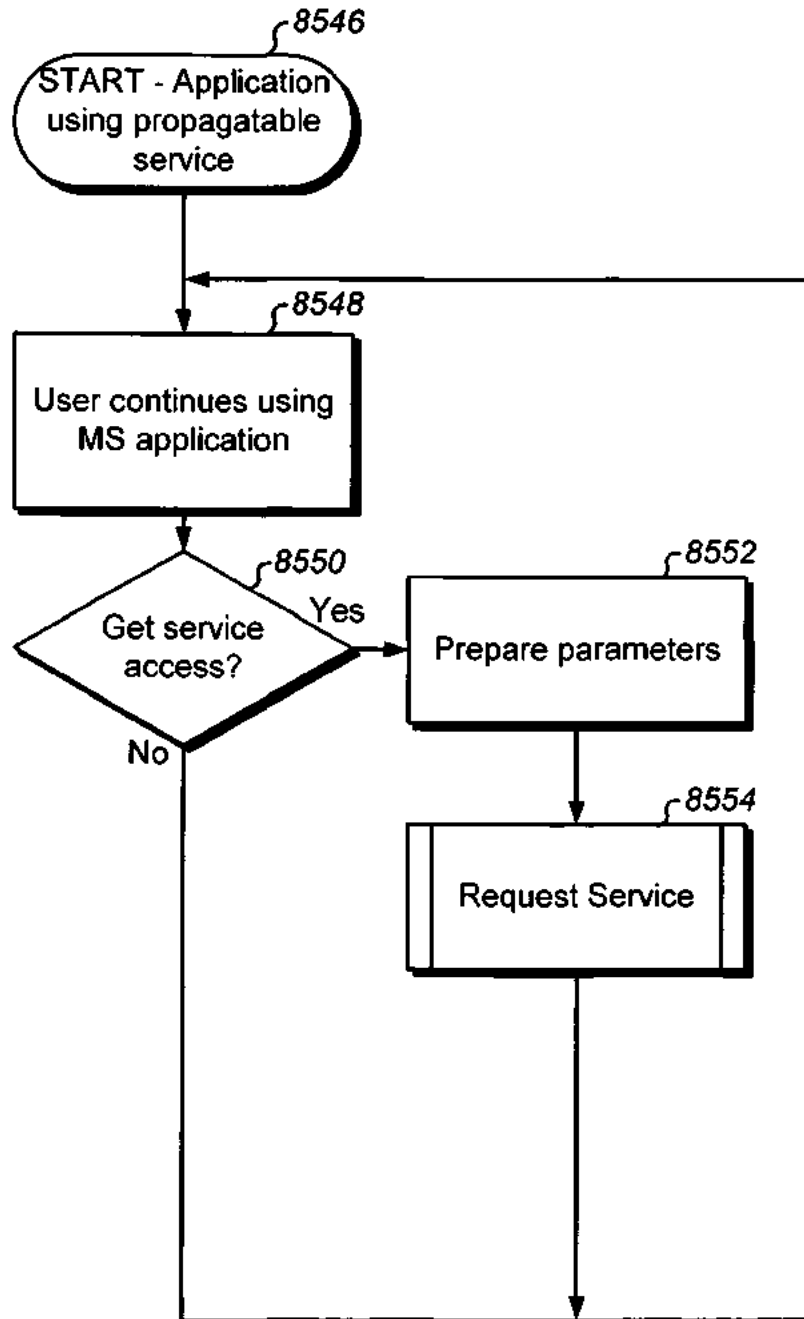 8546
START - Application
using propagatable
service
8548
User continues using
MS application
8550
Get service
access?
Yes
No
8552
Prepare parameters
8554
Request Service